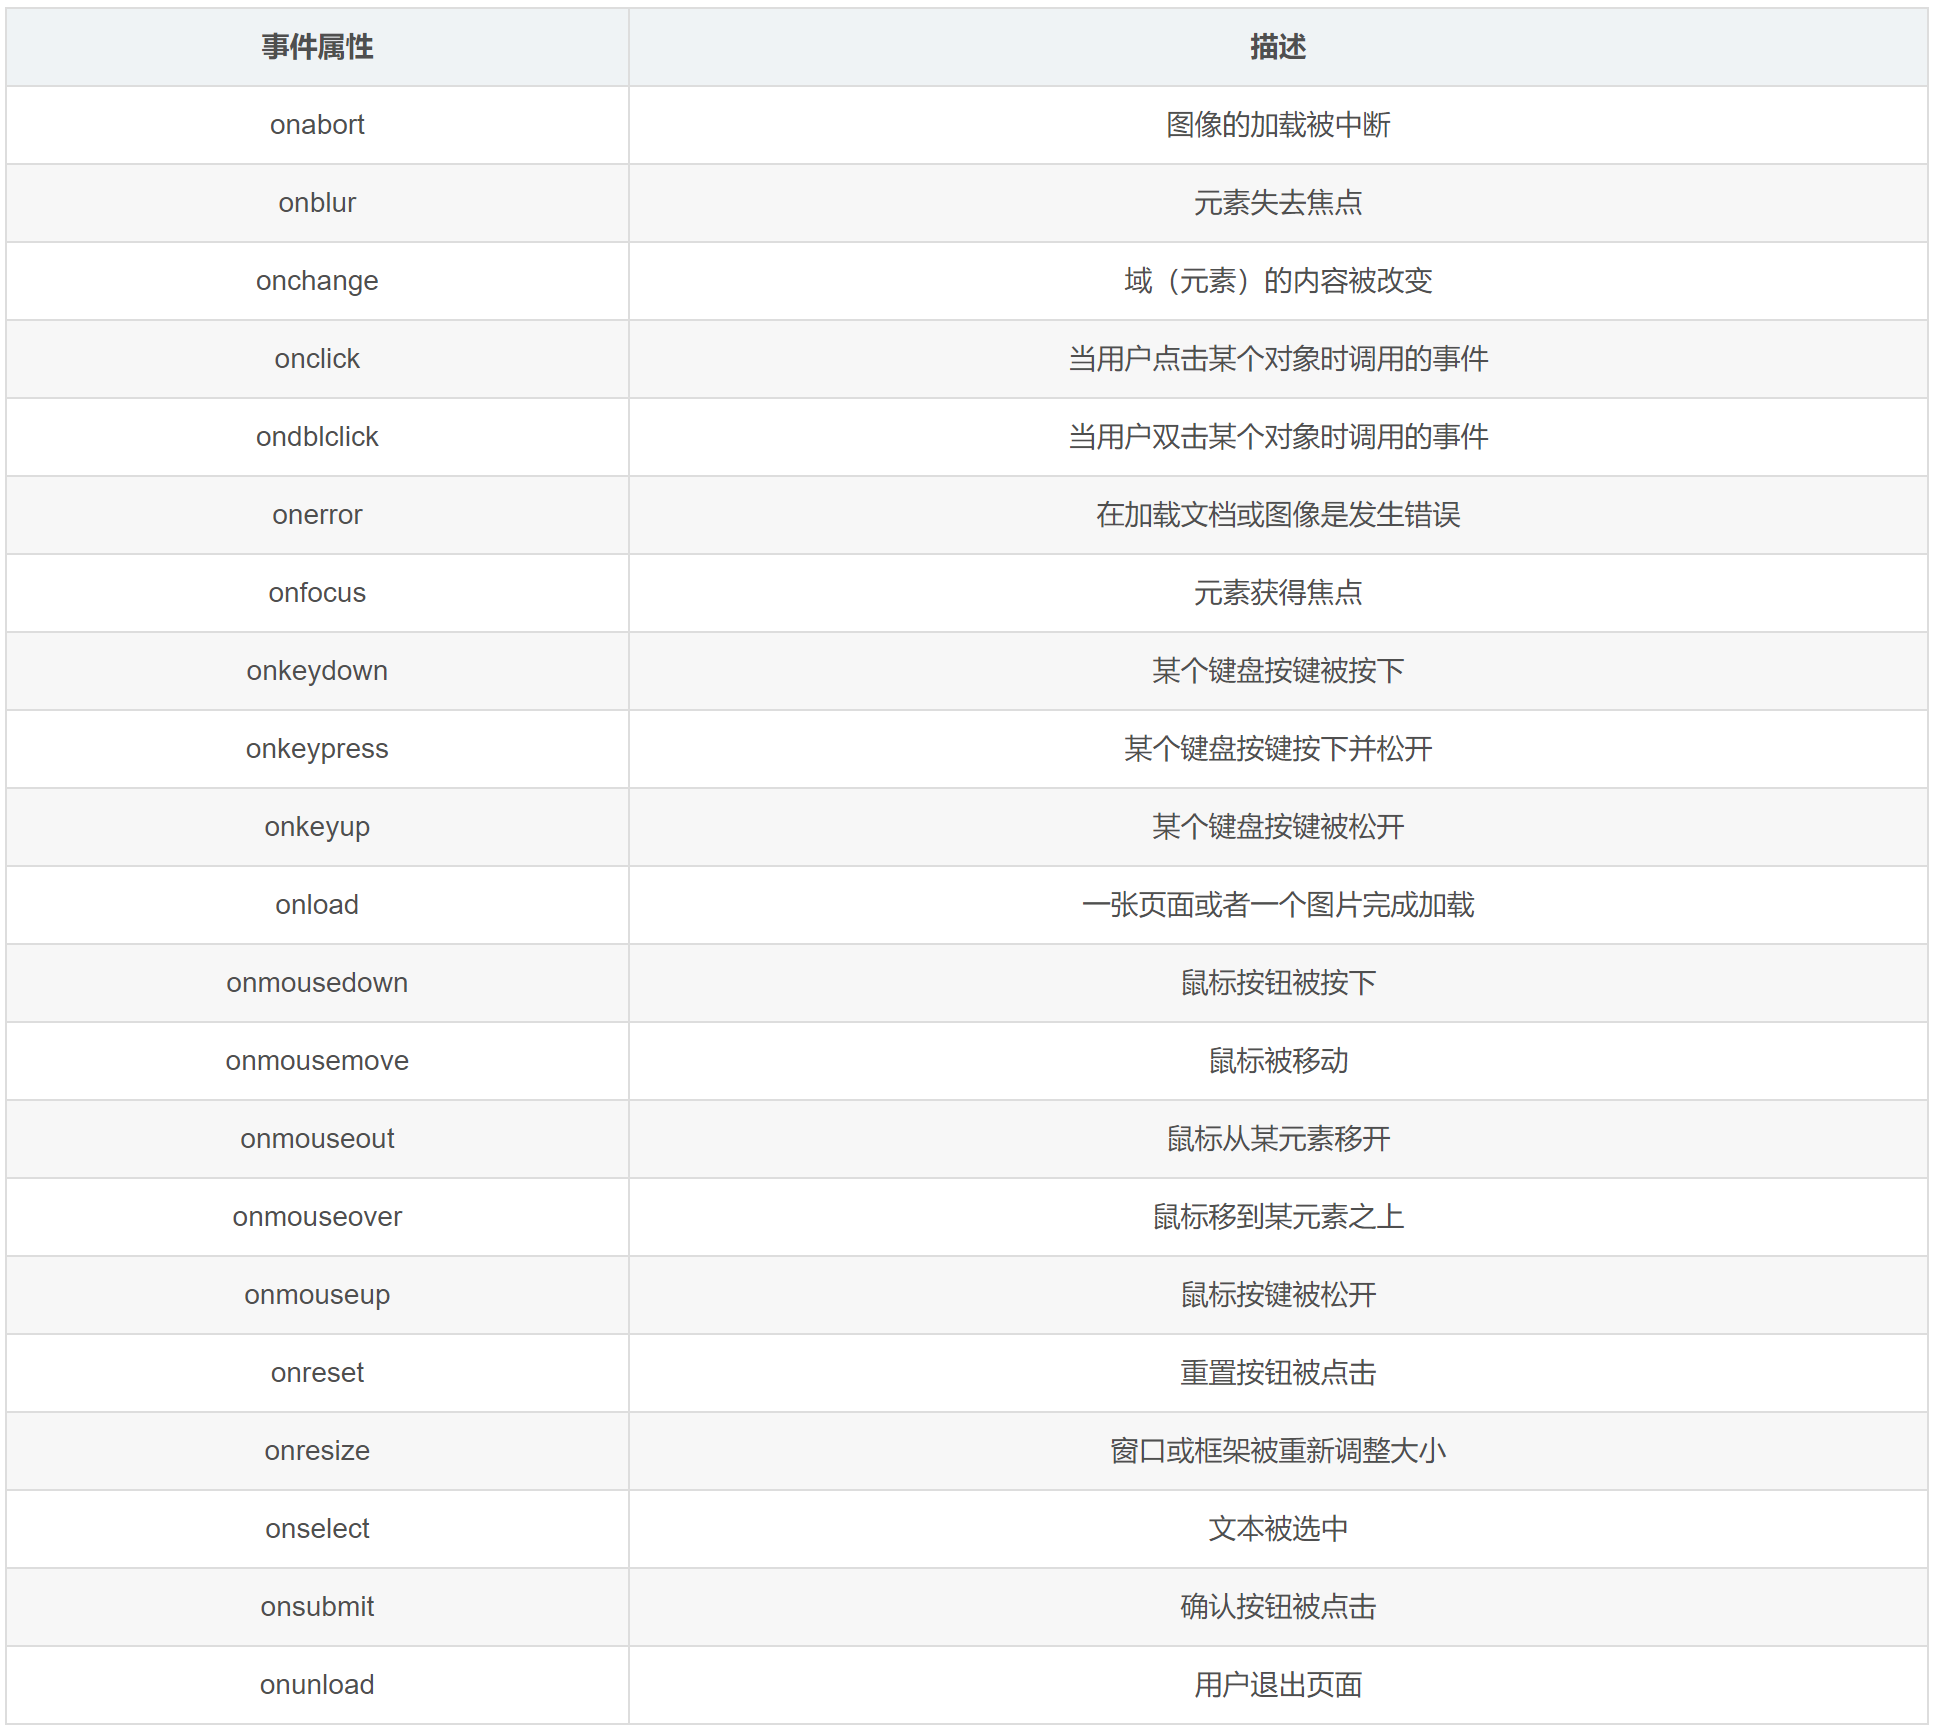 事件属性 描述
onabort 图像的加载被中断
onblur 元素失去焦点
onchange 域（元素）的内容被改变
onclick 当用户点击某个对象时调用的事件
ondblclick 当用户双击某个对象时调用的事件
onerror 在加载文档或图像是发生错误
onfocus 元素获得焦点
onkeydown 某个键盘按键被按下
onkeypress 某个键盘按键按下并松开
onkeyup 某个键盘按键被松开
onload 一张页面或者一个图片完成加载
onmousedown 鼠标按钮被按下
onmousemove 鼠标被移动
onmouseout 鼠标从某元素移开
onmouseover 鼠标移到某元素之上
onmouseup 鼠标按键被松开
onreset 重置按钮被点击
onresize 窗口或框架被重新调整大小
onselect 文本被选中
onsubmit 确认按钮被点击
onunload 用户退出页面